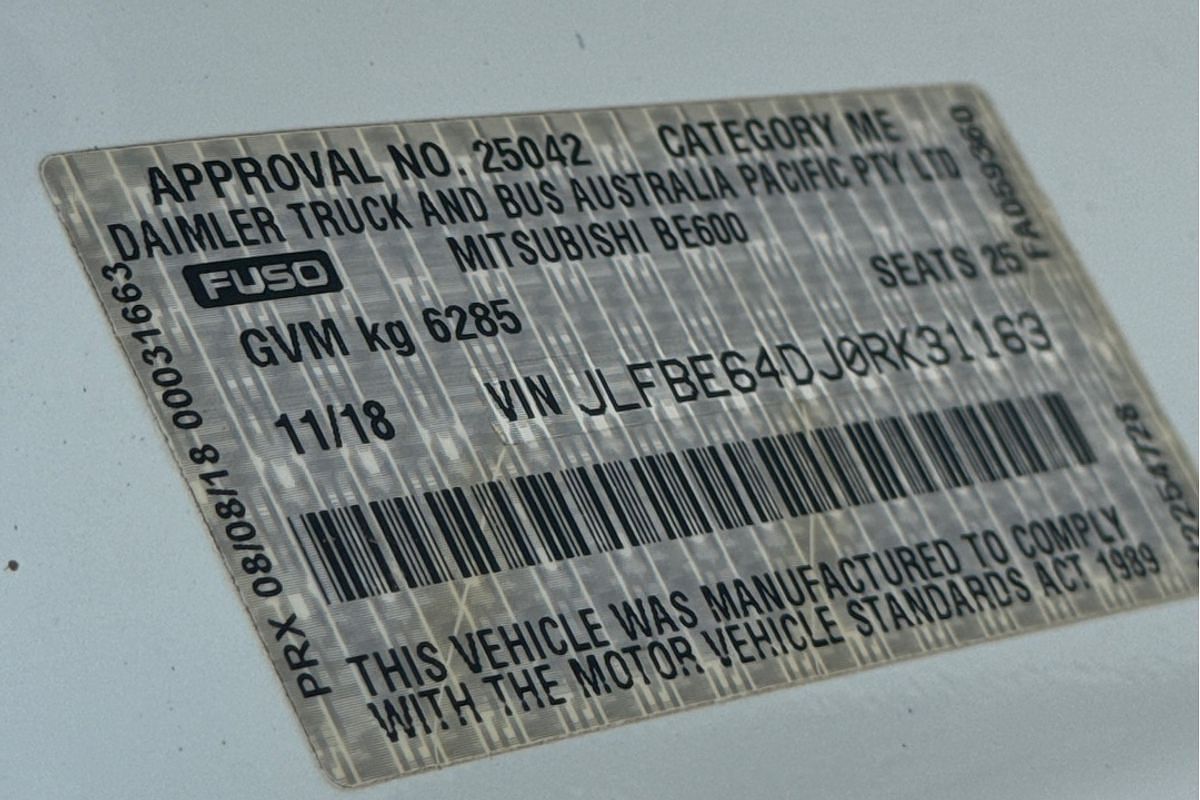 APPROVAL NO. 25042 CATEGORY ME
DAIMLER TRUCK AND BUS AUSTRALIA PACIFIC PTY LTD
FUSO MITSUBISHI BE600
GVM kg 6285 SEATS 25
11/18 VIN JLFBE64DJ0RK31163
THIS VEHICLE WAS MANUFACTURED TO COMPLY
WITH THE MOTOR VEHICLE STANDARDS ACT 1989
PRX 08/08/18 00031663
FA00593360